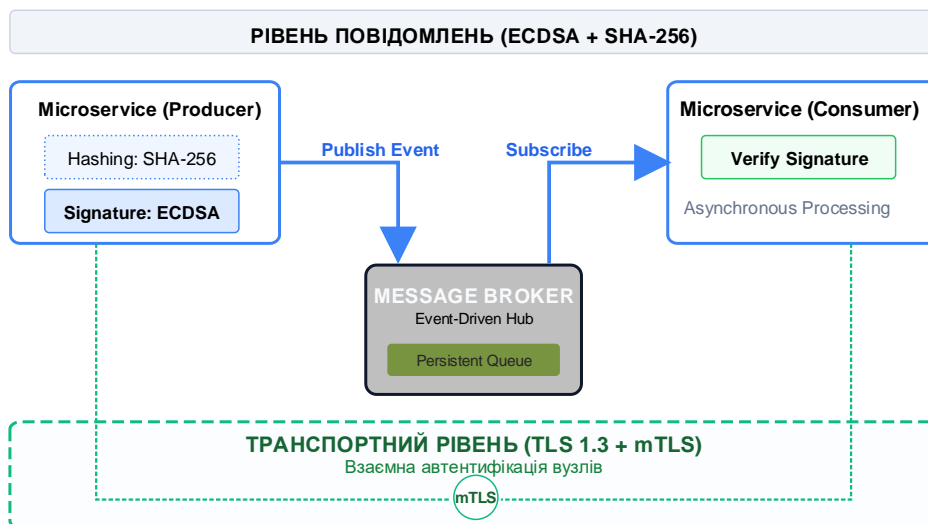 РІВЕНЬ ПОВІДОМЛЕНЬ (ECDSA + SHA-256)
Microservice (Producer)
Hashing: SHA-256
Signature: ECDSA
Publish Event
Subscribe
Microservice (Consumer)
Verify Signature
Asynchronous Processing
MESSAGE BROKER
Event-Driven Hub
Persistent Queue
ТРАНСПОРТНИЙ РІВЕНЬ (TLS 1.3 + mTLS)
Взаємна автентифікація вузлів
mTLS